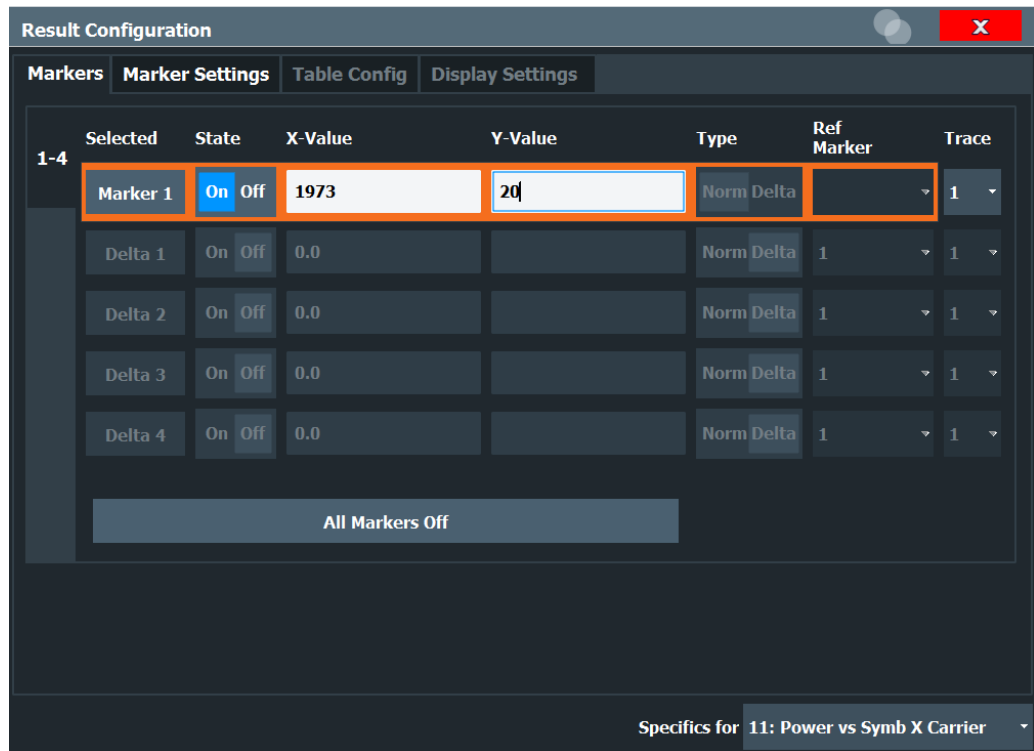 Result Configuration X
Markers Marker Settings Table Config Display Settings
1-4 Selected State X-Value Y-Value Type Ref Marker Trace
Marker 1 On Off 1973 20 Norm Delta 1
Delta 1 On Off 0.0 Norm Delta 1 1
Delta 2 On Off 0.0 Norm Delta 1 1
Delta 3 On Off 0.0 Norm Delta 1 1
Delta 4 On Off 0.0 Norm Delta 1 1
All Markers Off
Specifics for 11: Power vs Symb X Carrier